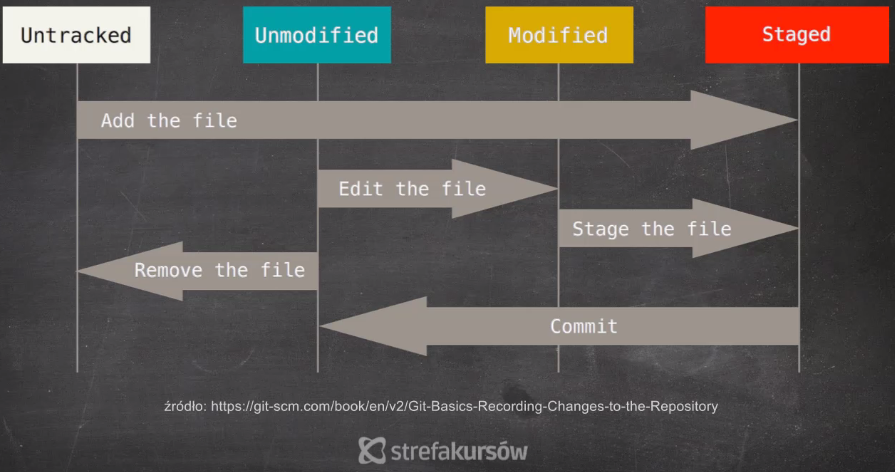 Untracked
Unmodified
Modified
Staged
Add the file
Edit the file
Stage the file
Remove the file
Commit
źródło: https://git-scm.com/book/en/v2/Git-Basics-Recording-Changes-to-the-Repository
strefakursów